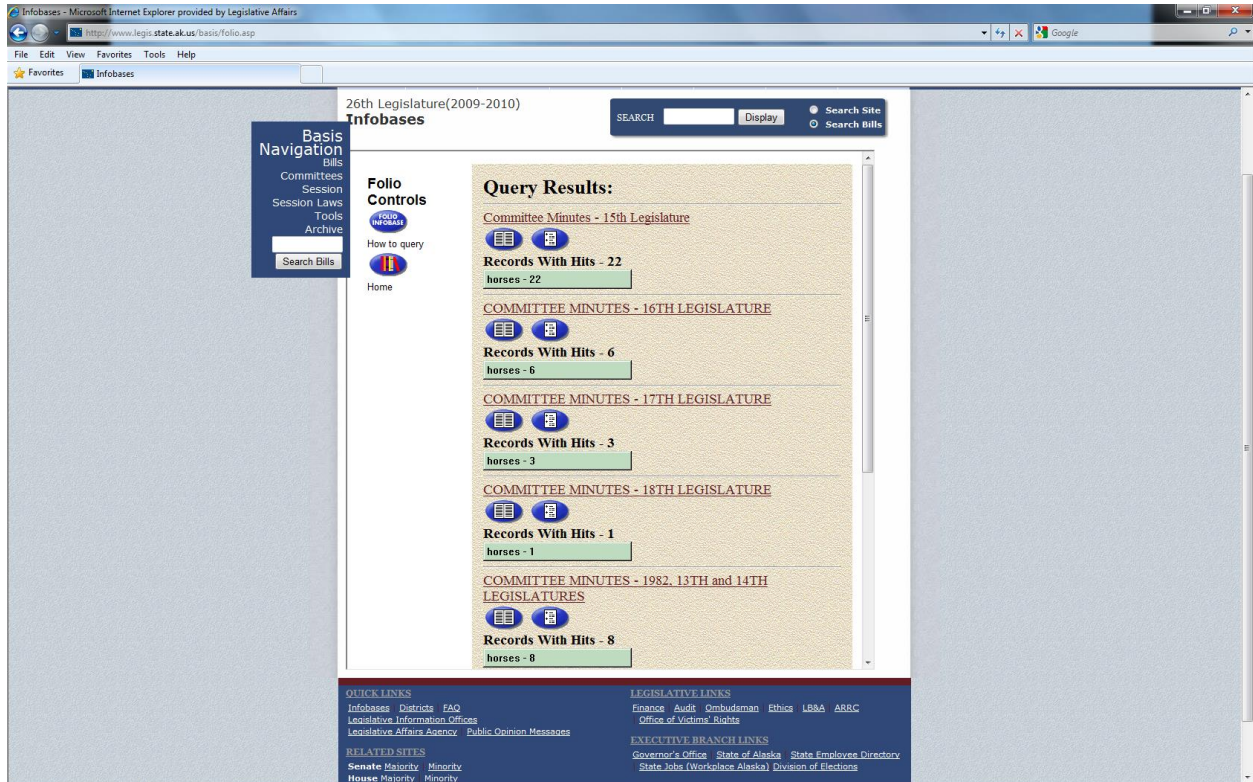 Infobases - Microsoft Internet Explorer provided by Legislative Affairs
http://www.legis.state.ak.us/basis/folio.asp
Google
File Edit View Favorites Tools Help
Favorites
Infobases
26th Legislature(2009-2010)
Infobases
SEARCH
Display
Search Site
Search Bills
Basis
Navigation
Bills
Committees
Session
Session Laws
Tools
Archive
Search Bills
Folio
Controls
FOLIO
INFOBASE
How to query
Home
Query Results:
Committee Minutes - 15th Legislature
Records With Hits - 22
horses - 22
COMMITTEE MINUTES - 16TH LEGISLATURE
Records With Hits - 6
horses - 6
COMMITTEE MINUTES - 17TH LEGISLATURE
Records With Hits - 3
horses - 3
COMMITTEE MINUTES - 18TH LEGISLATURE
Records With Hits - 1
horses - 1
COMMITTEE MINUTES - 1982, 13TH and 14TH
LEGISLATURES
Records With Hits - 8
horses - 8
QUICK LINKS
Infobases Districts FAQ
Legislative Information Offices
Legislative Affairs Agency Public Opinion Messages
RELATED SITES
Senate Majority Minority
House Majority Minority
LEGISLATIVE LINKS
Finance Audit Ombudsman Ethics LB&A ARRC
Office of Victims' Rights
EXECUTIVE BRANCH LINKS
Governor's Office State of Alaska State Employee Directory
State Jobs (Workplace Alaska) Division of Elections